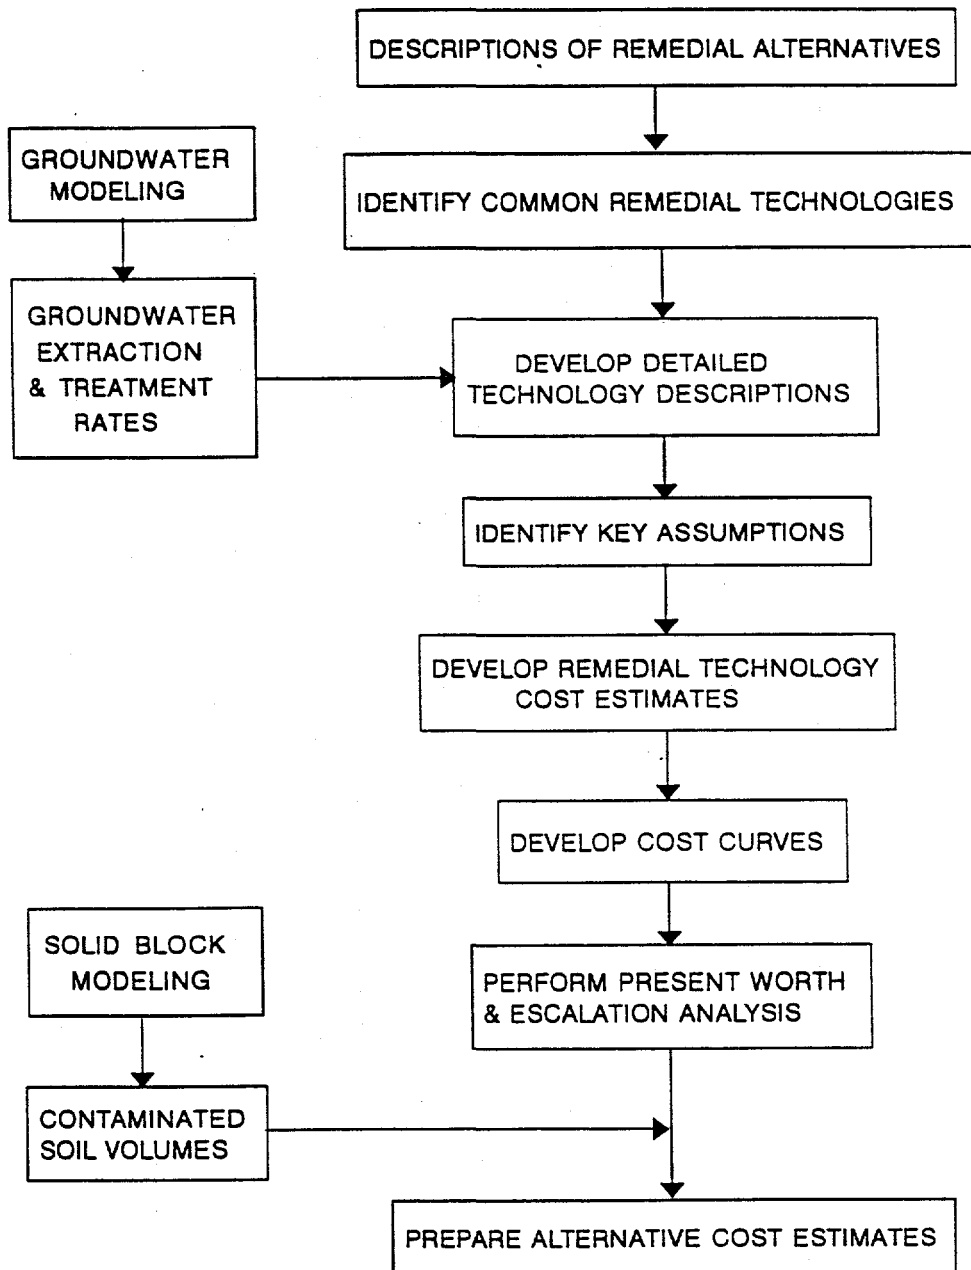 DESCRIPTIONS OF REMEDIAL ALTERNATIVES
GROUNDWATER
MODELING
IDENTIFY COMMON REMEDIAL TECHNOLOGIES
GROUNDWATER
EXTRACTION
& TREATMENT
RATES
DEVELOP DETAILED
TECHNOLOGY DESCRIPTIONS
IDENTIFY KEY ASSUMPTIONS
DEVELOP REMEDIAL TECHNOLOGY
COST ESTIMATES
DEVELOP COST CURVES
SOLID BLOCK
MODELING
PERFORM PRESENT WORTH
& ESCALATION ANALYSIS
CONTAMINATED
SOIL VOLUMES
PREPARE ALTERNATIVE COST ESTIMATES